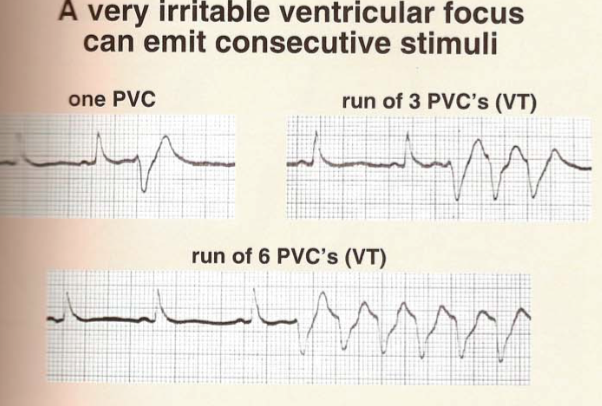 A very irritable ventricular focus
can emit consecutive stimuli
one PVC
run of 3 PVC's (VT)
run of 6 PVC's (VT)